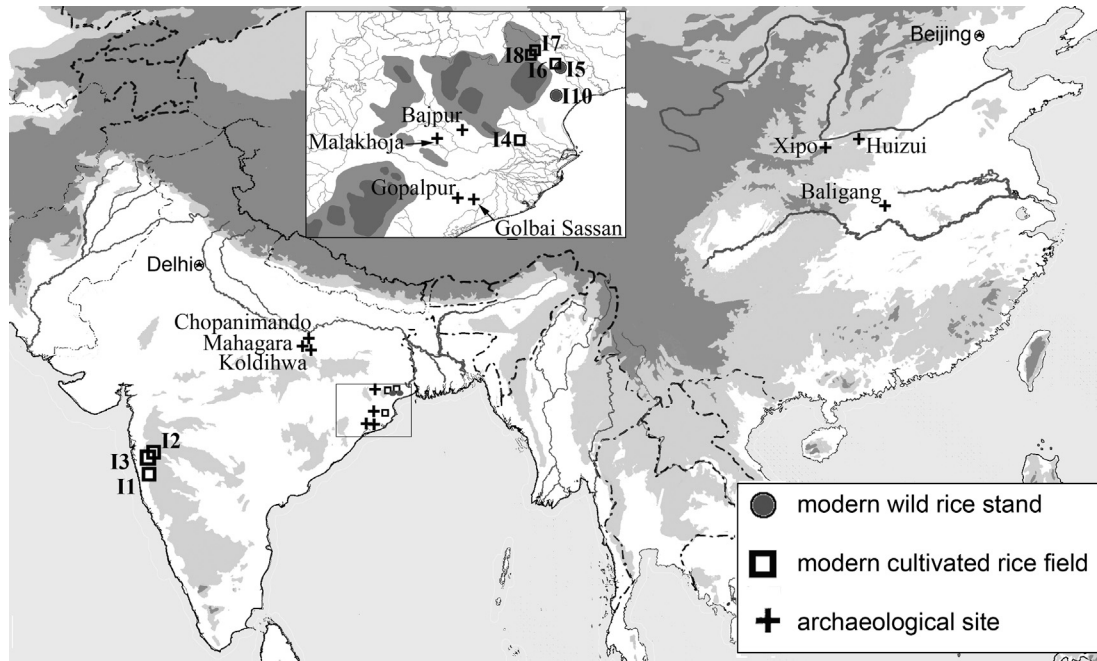 Beijing
I7
I8
I6
I5
I10
Bajpur
Malakhoja
I4
Gopalpur
Golbai Sassan
Xipo
Huizui
Baligang
Delhi
Chopanimando
Mahagara
Koldihwa
I2
I3
I1
modern wild rice stand
modern cultivated rice field
archaeological site